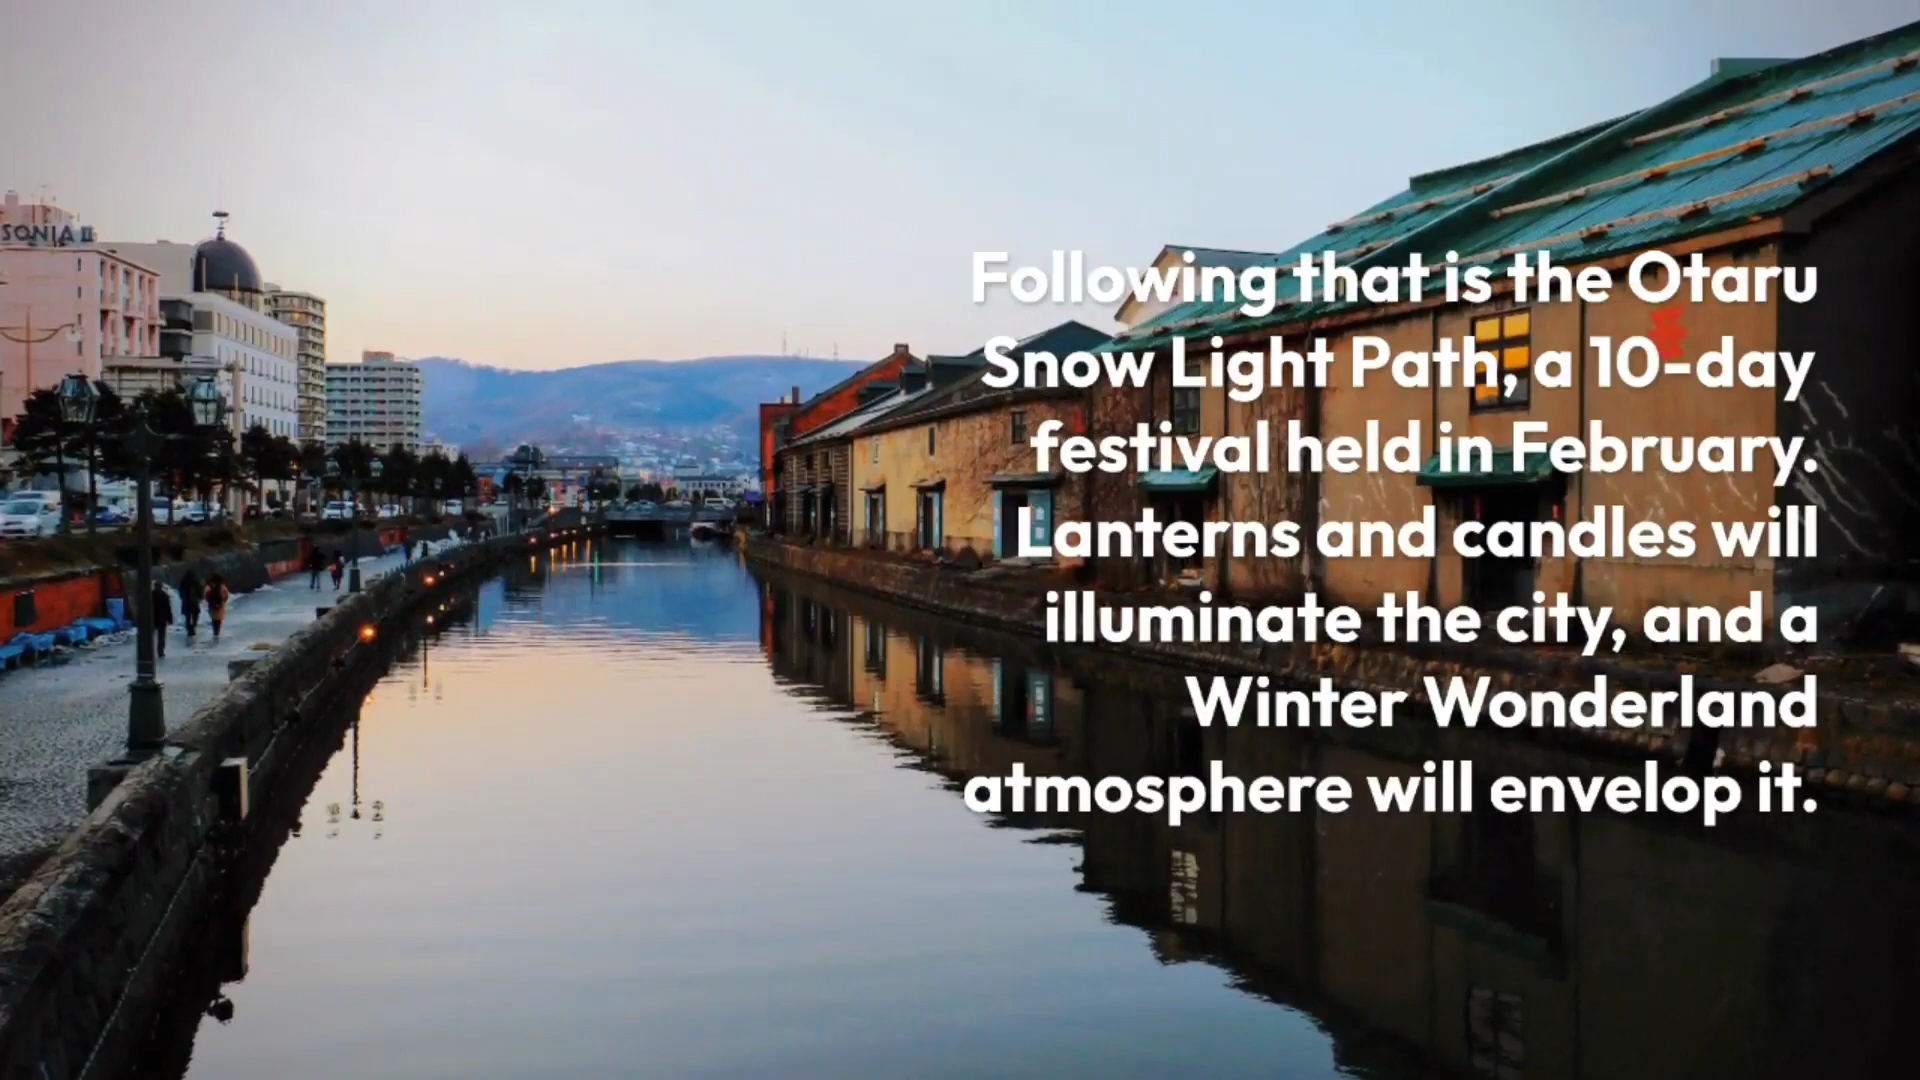 SONIA II
Following that is the Otaru
Snow Light Path, a 10-day
festival held in February.
Lanterns and candles will
illuminate the city, and a
Winter Wonderland
atmosphere will envelop it.